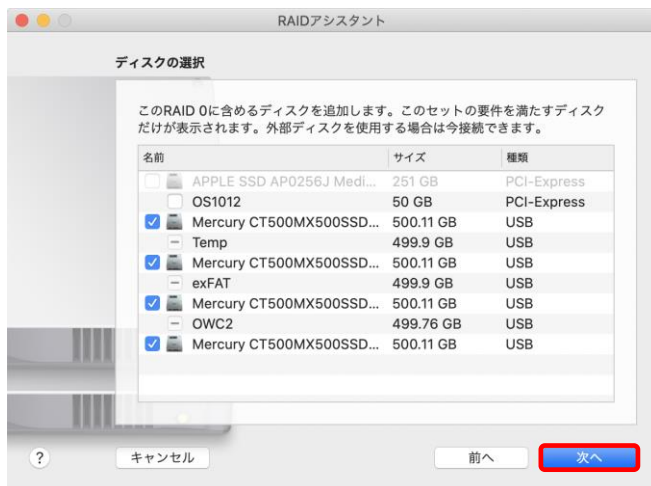 RAIDアシスタント
ディスクの選択
このRAID 0に含めるディスクを追加します。このセットの要件を満たすディスク
だけが表示されます。外部ディスクを使用する場合は今接続できます。
名前 サイズ 種類
APPLE SSD AP0256J Medi... 251 GB PCI-Express
OS1012 50 GB PCI-Express
Mercury CT500MX500SSD... 500.11 GB USB
Temp 499.9 GB USB
Mercury CT500MX500SSD... 500.11 GB USB
exFAT 499.9 GB USB
Mercury CT500MX500SSD... 500.11 GB USB
OWC2 499.76 GB USB
Mercury CT500MX500SSD... 500.11 GB USB
? キャンセル 前へ 次へ